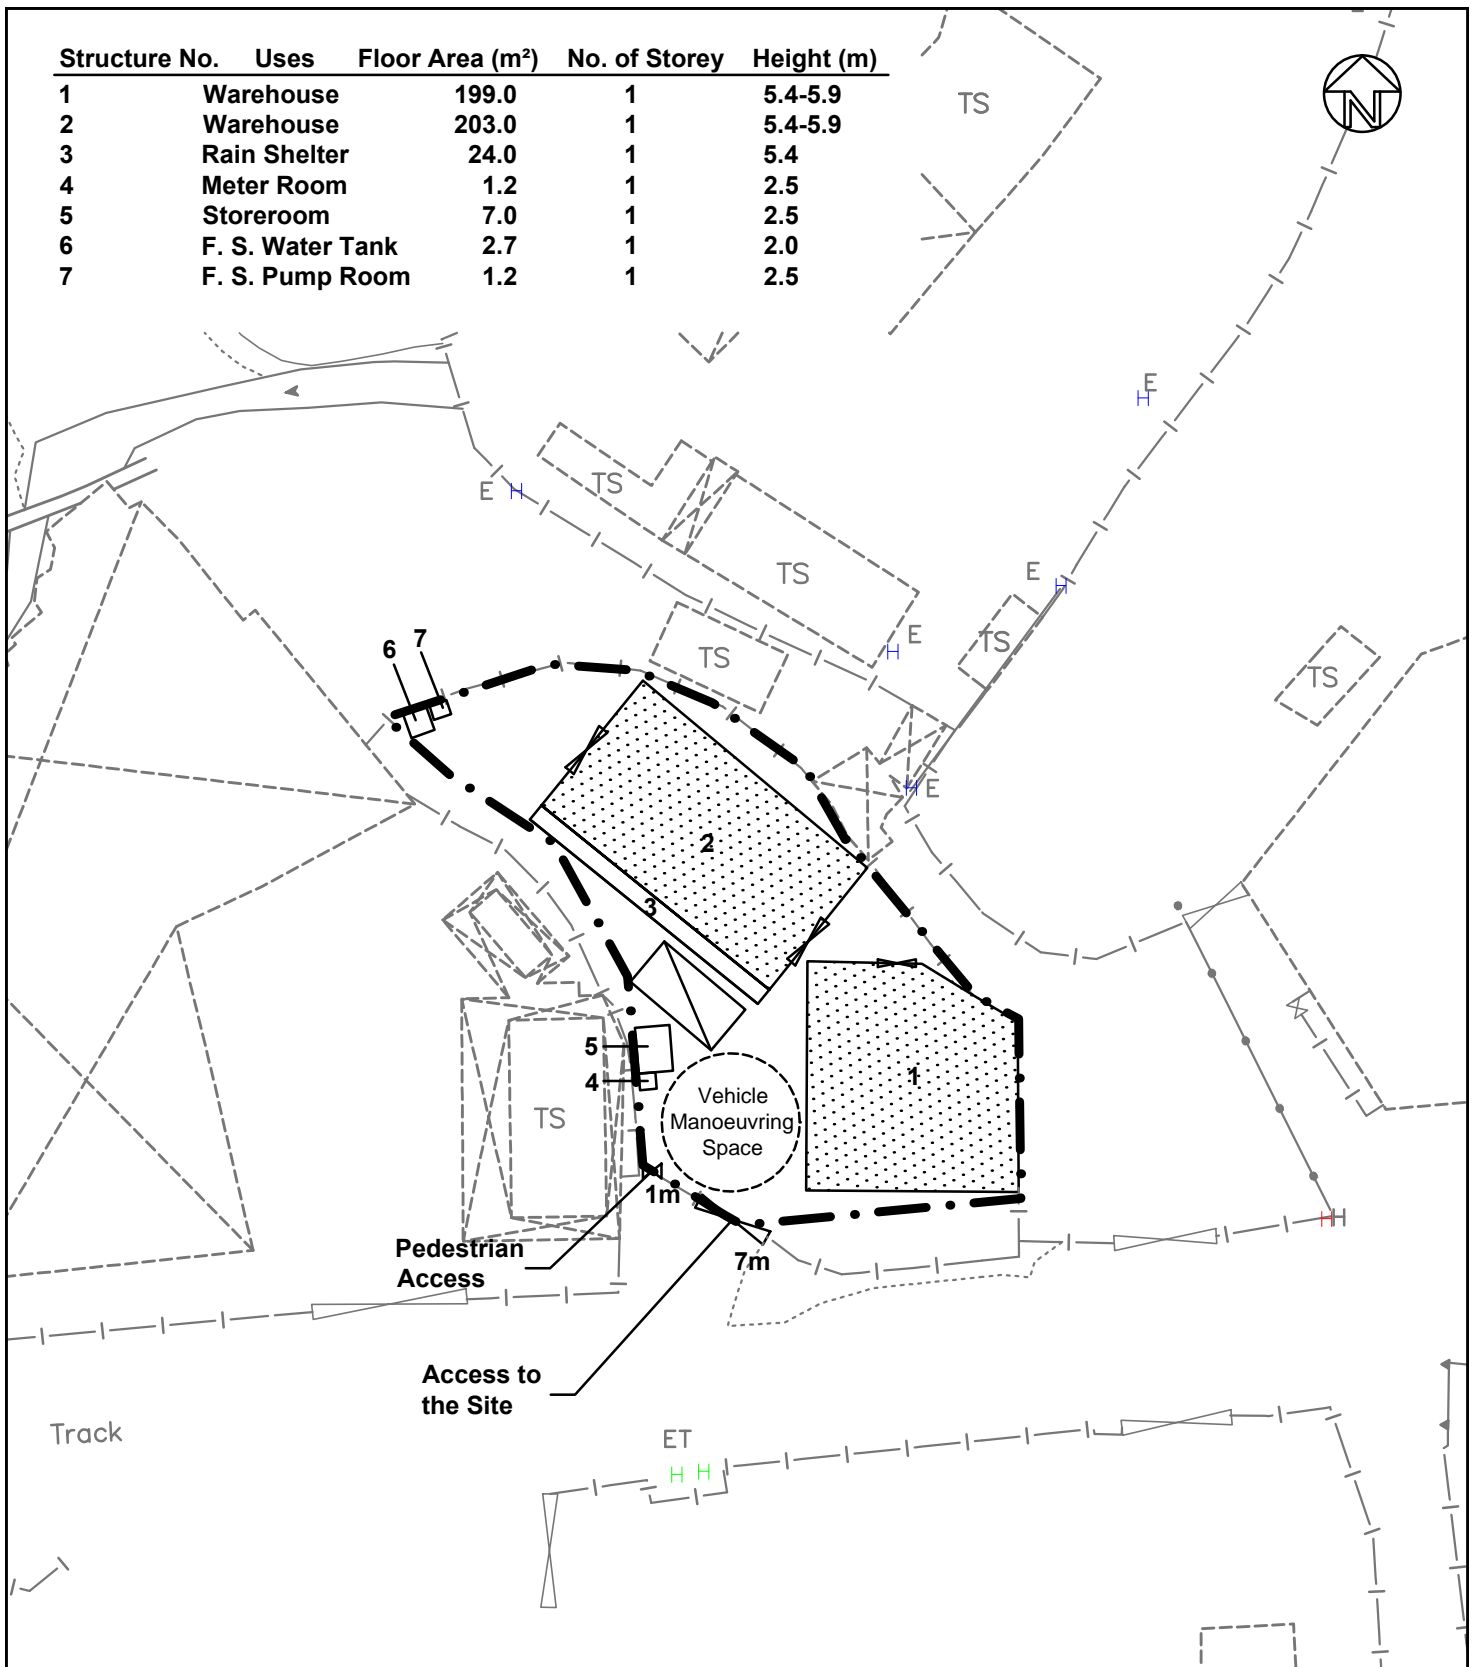 Structure No. Uses Floor Area (m²) No. of Storey Height (m)
1 Warehouse 199.0 1 5.4-5.9
2 Warehouse 203.0 1 5.4-5.9
3 Rain Shelter 24.0 1 5.4
4 Meter Room 1.2 1 2.5
5 Storeroom 7.0 1 2.5
6 F. S. Water Tank 2.7 1 2.0
7 F. S. Pump Room 1.2 1 2.5
TS
N
E
H
TS
E H
TS
E
H
TS
E
H
TS
TS
TS
6 7
H E
2
3
5
4
1
Vehicle
Manoeuvring
Space
TS
1m
Pedestrian
Access
7m
H H
Access to
the Site
Track
ET
H H